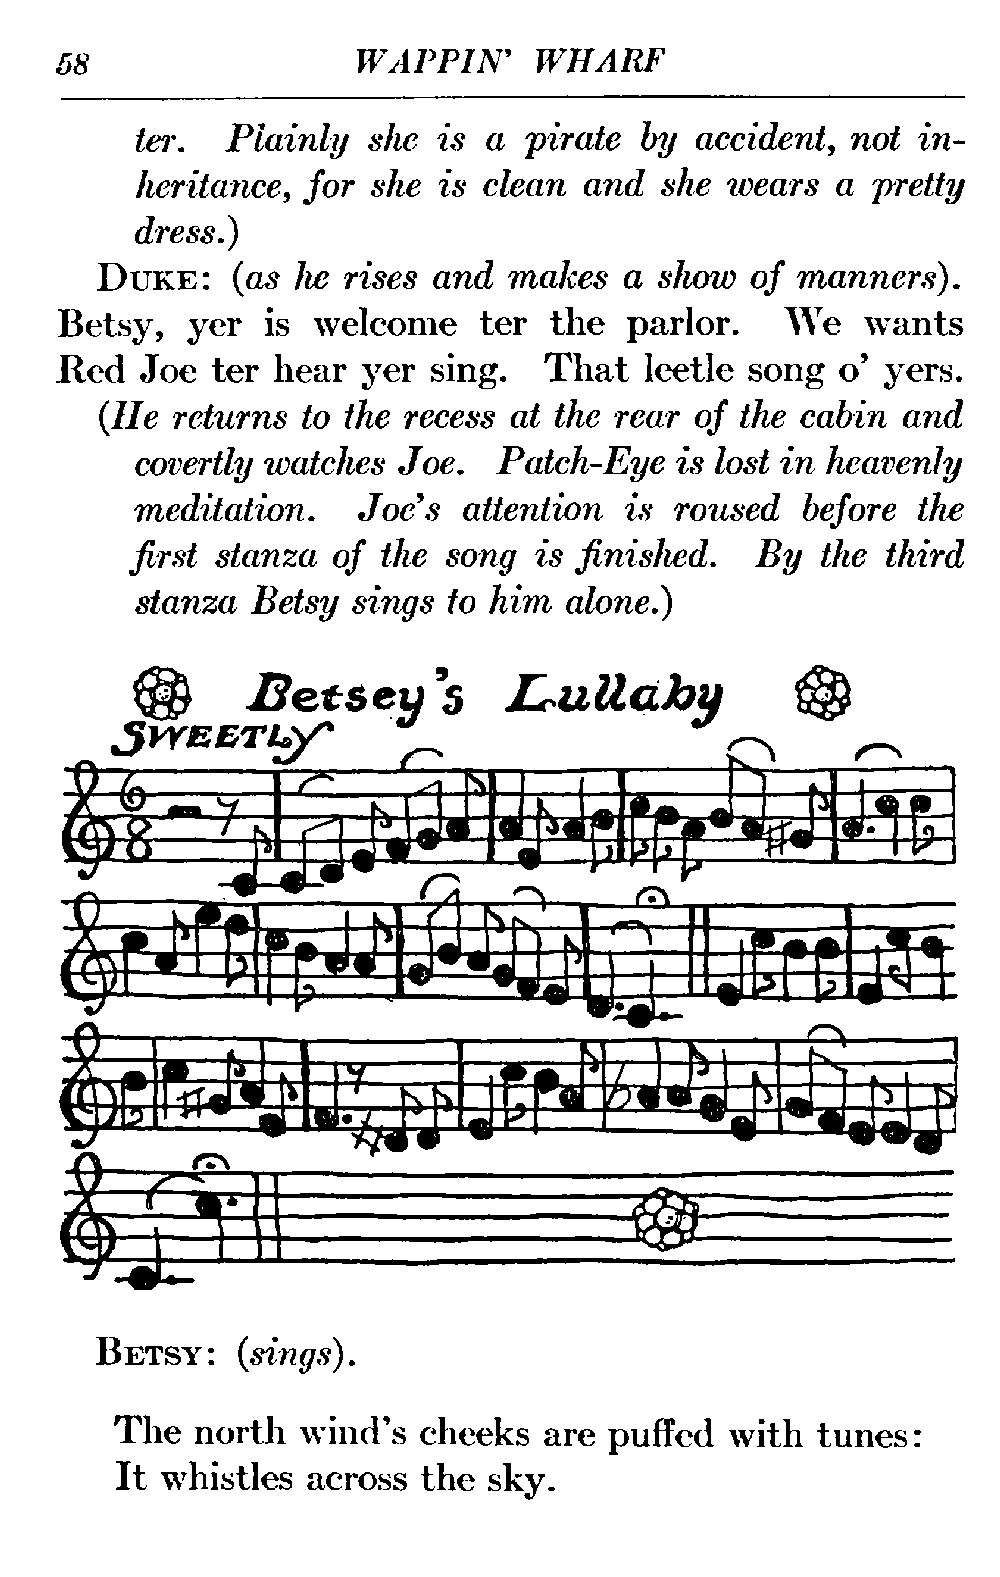 58 WAPPIN' WHARF
ter. Plainly she is a pirate by accident, not in-
heritance, for she is clean and she wears a pretty
dress.)
DUKE: (as he rises and makes a show of manners).
Betsy, yer is welcome ter the parlor. We wants
Red Joe ter hear yer sing. That leetle song o' yers.
(He returns to the recess at the rear of the cabin and
covertly watches Joe. Patch-Eye is lost in heavenly
meditation. Joe's attention is roused before the
first stanza of the song is finished. By the third
stanza Betsy sings to him alone.)
Betsey's Lullaby
SWEETLY
6
8
BETSY: (sings).
The north wind's cheeks are puffed with tunes:
It whistles across the sky.